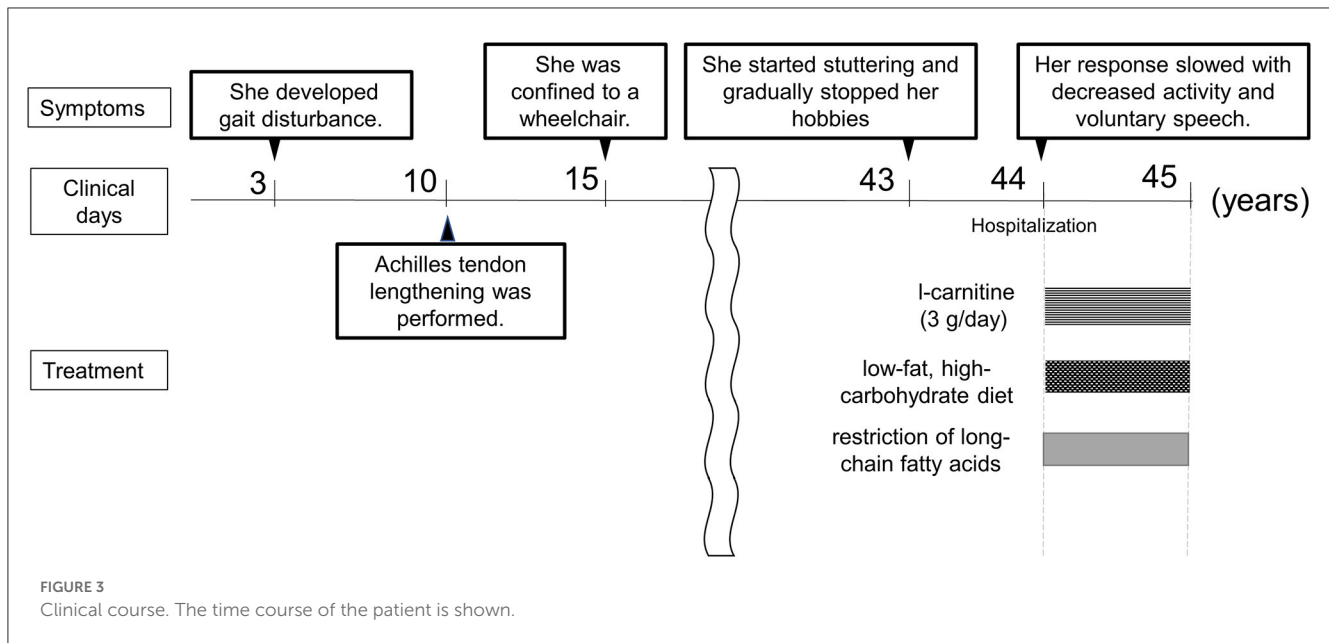 Symptoms
She developed
gait disturbance.
She was
confined to a
wheelchair.
She started stuttering and
gradually stopped her
hobbies
Her response slowed with
decreased activity and
voluntary speech.
Clinical
days
3
10
15
43
44
45
(years)
Hospitalization
Achilles tendon
lengthening was
performed.
Treatment
l-carnitine
(3 g/day)
low-fat, high-
carbohydrate diet
restriction of long-
chain fatty acids
FIGURE 3
Clinical course. The time course of the patient is shown.